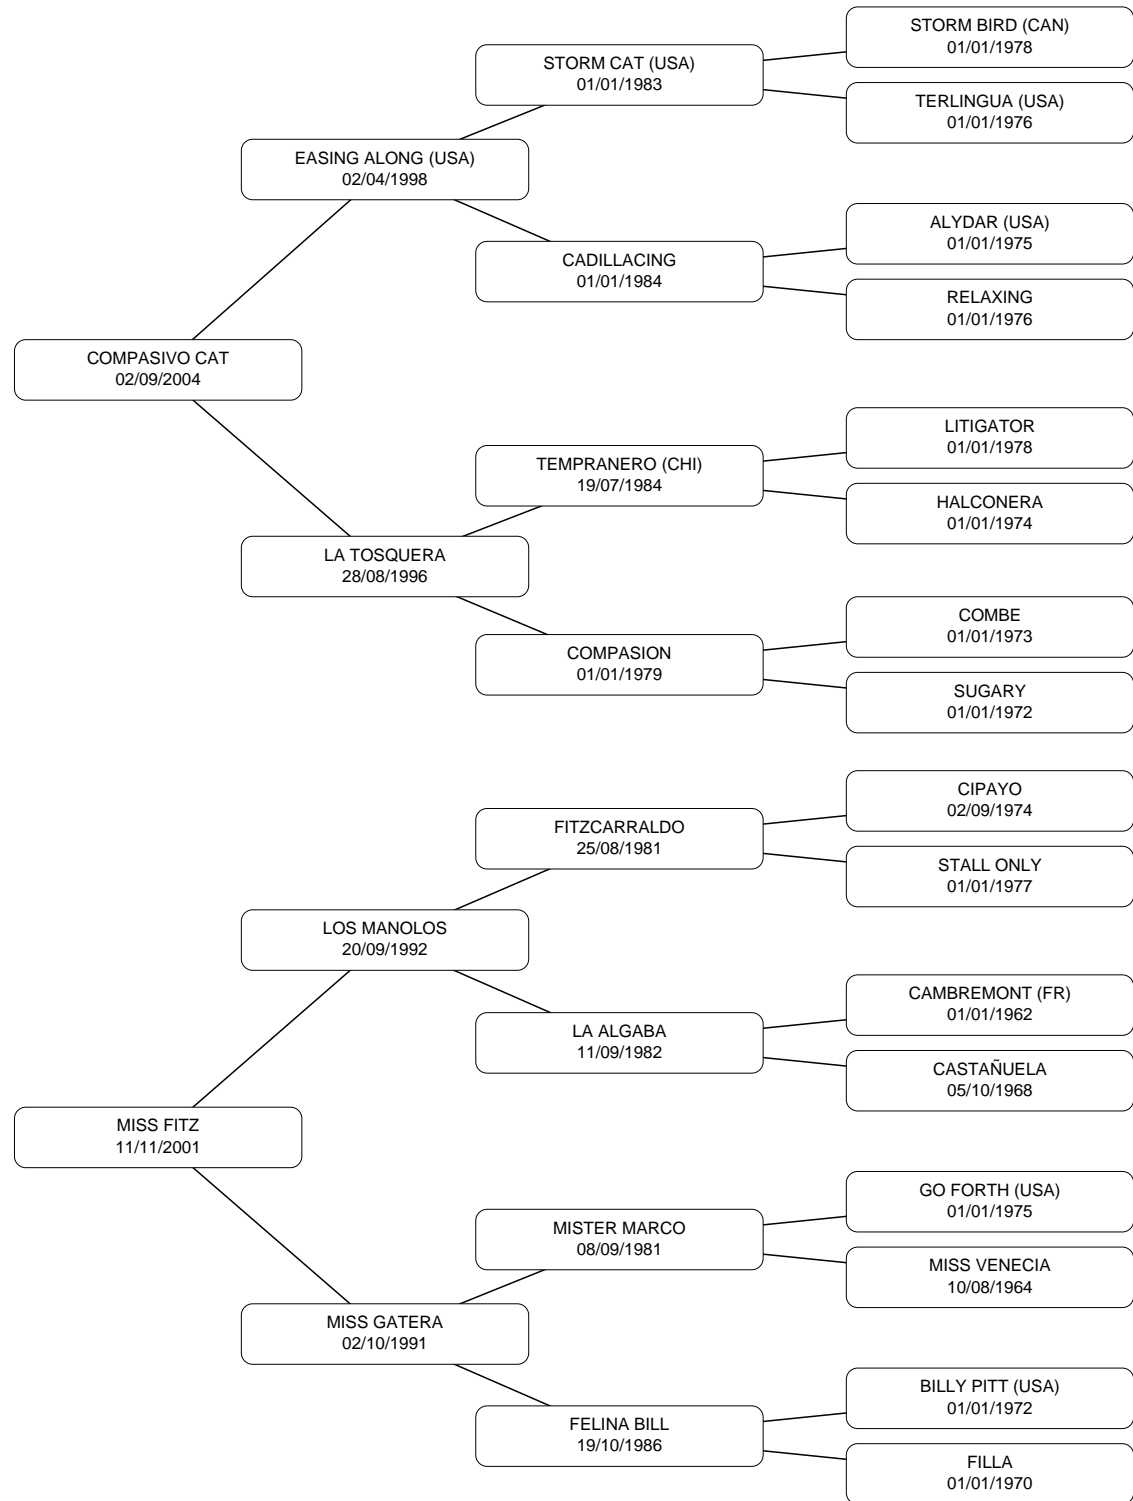 STORM BIRD (CAN)
01/01/1978
STORM CAT (USA)
01/01/1983
TERLINGUA (USA)
01/01/1976
EASING ALONG (USA)
02/04/1998
ALYDAR (USA)
01/01/1975
CADILLACING
01/01/1984
RELAXING
01/01/1976
COMPASIVO CAT
02/09/2004
LITIGATOR
01/01/1978
TEMPRANERO (CHI)
19/07/1984
HALCONERA
01/01/1974
LA TOSQUERA
28/08/1996
COMBE
01/01/1973
COMPASION
01/01/1979
SUGARY
01/01/1972
CIPAYO
02/09/1974
FITZCARRALDO
25/08/1981
STALL ONLY
01/01/1977
LOS MANOLOS
20/09/1992
CAMBREMONT (FR)
01/01/1962
LA ALGABA
11/09/1982
CASTAÑUELA
05/10/1968
MISS FITZ
11/11/2001
GO FORTH (USA)
01/01/1975
MISTER MARCO
08/09/1981
MISS VENECIA
10/08/1964
MISS GATERA
02/10/1991
BILLY PITT (USA)
01/01/1972
FELINA BILL
19/10/1986
FILLA
01/01/1970